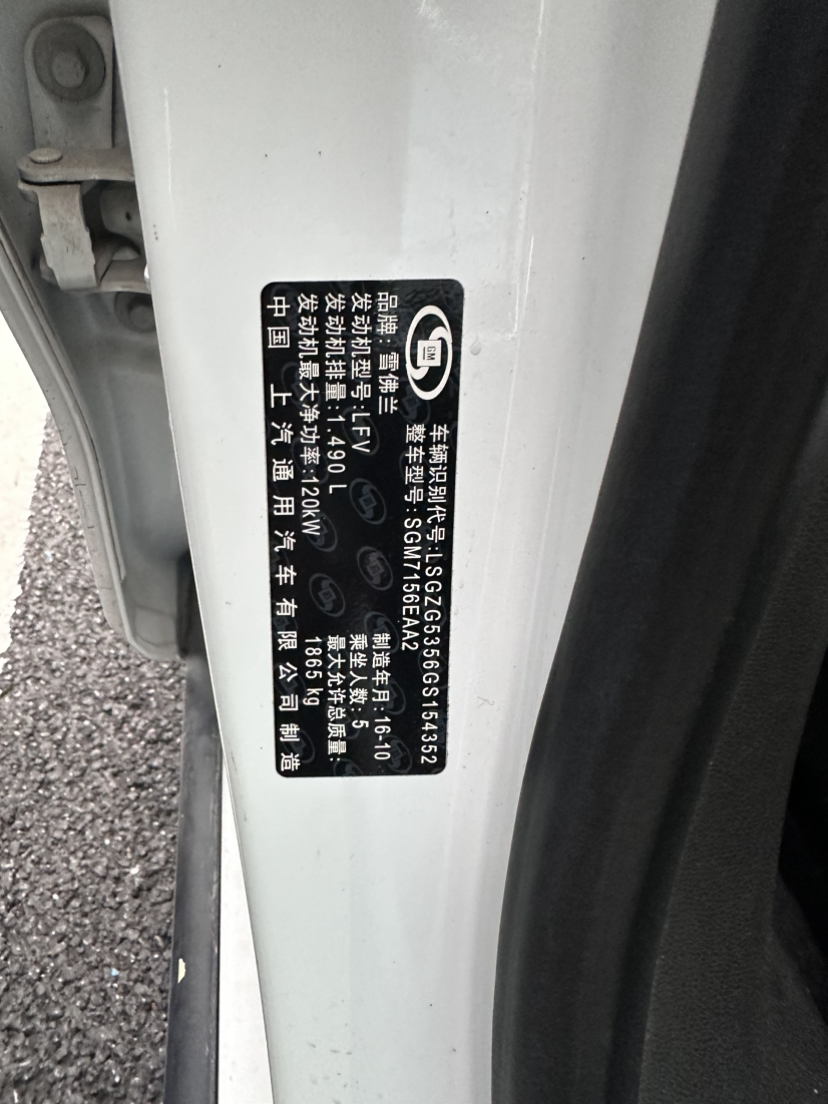 GM
车辆识别代号:LSGZG5356GS154352
整车型号:SGM7156EAA2
品牌:雪佛兰 制造年月:16-10
发动机型号:LFV 乘坐人数:5
发动机排量:1.490 L 最大允许总质量:
发动机最大净功率:120kW 1865 kg
中国 上汽通用汽车有限公司制造